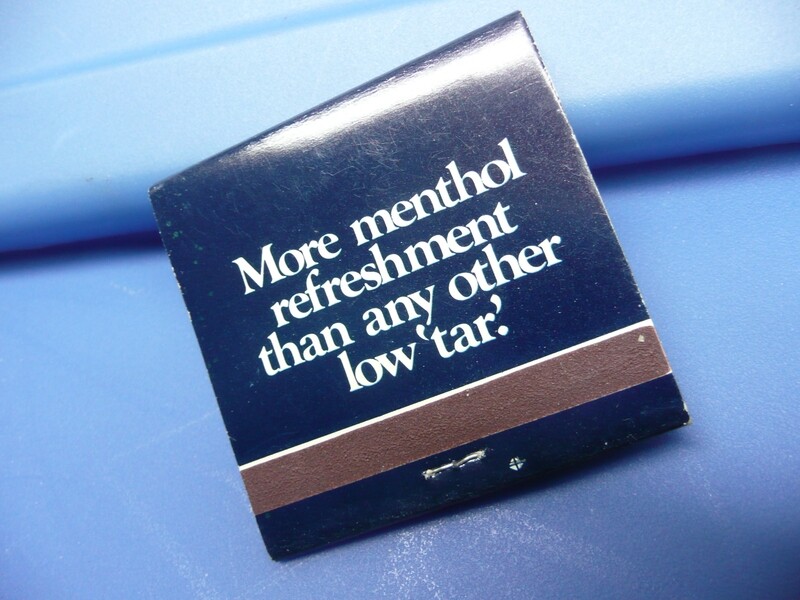 More menthol
refreshment
than any other
low 'tar'.